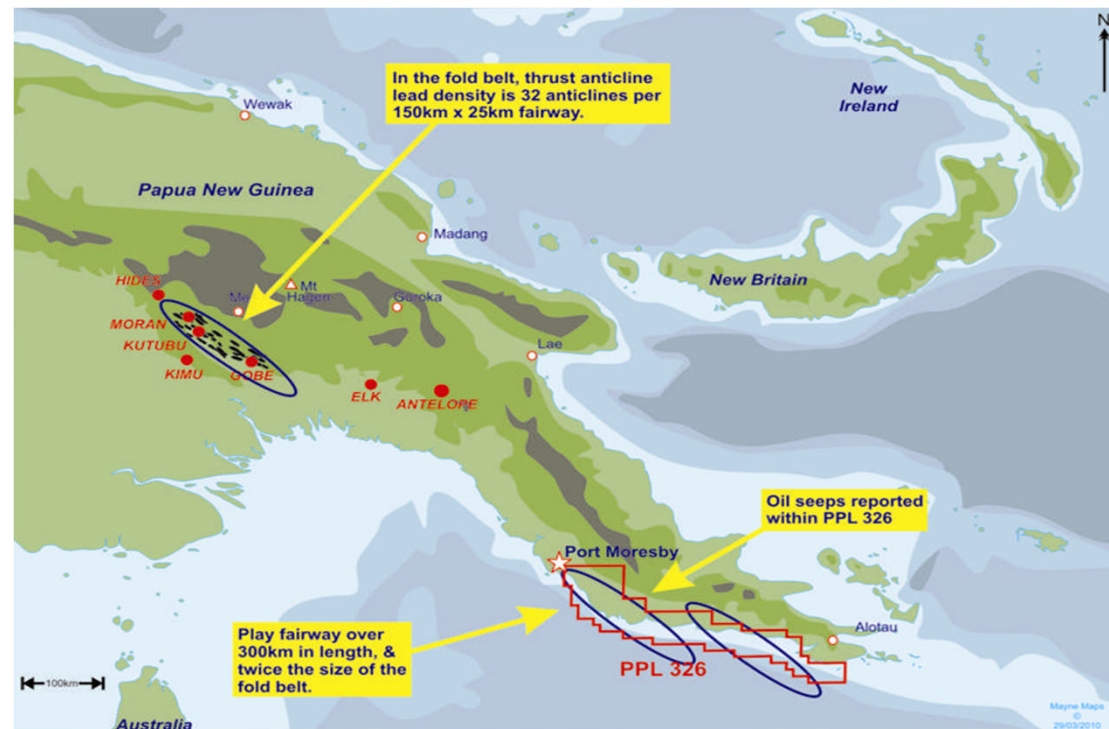 N
In the fold belt, thrust anticline
lead density is 32 anticlines per
150km x 25km fairway.
New
Ireland
Wewak
Papua New Guinea
Madang
New Britain
HIDES
Mt
Hagen
Goroka
MORAN
KUTUBU
Lae
KIMU
GOBE
ELK
ANTELOPE
Oil seeps reported
within PPL 326
Port Moresby
Play fairway over
300km in length, &
twice the size of the
fold belt.
Alotau
PPL 326
100km
Australia
Mayne Maps
©
29/03/2010